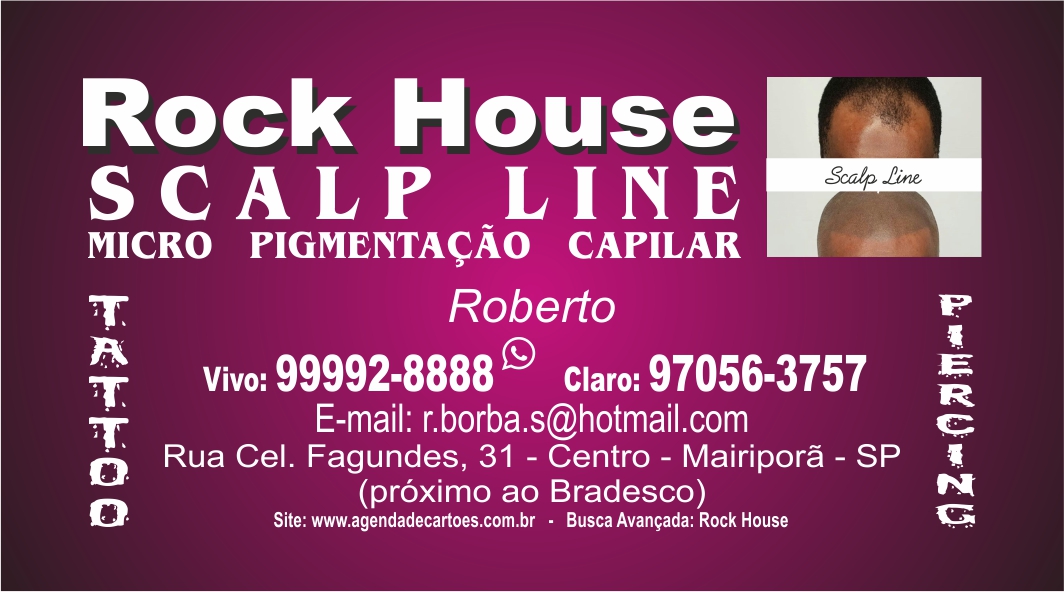 Rock House
SCALP LINE
MICRO PIGMENTAÇÃO CAPILAR
Scalp Line
TATTOO
PIERCING
Roberto
Vivo: 99992-8888 Claro: 97056-3757
E-mail: r.borba.s@hotmail.com
Rua Cel. Fagundes, 31 - Centro - Mairiporã - SP
(próximo ao Bradesco)
Site: www.agendadecartoes.com.br - Busca Avançada: Rock House